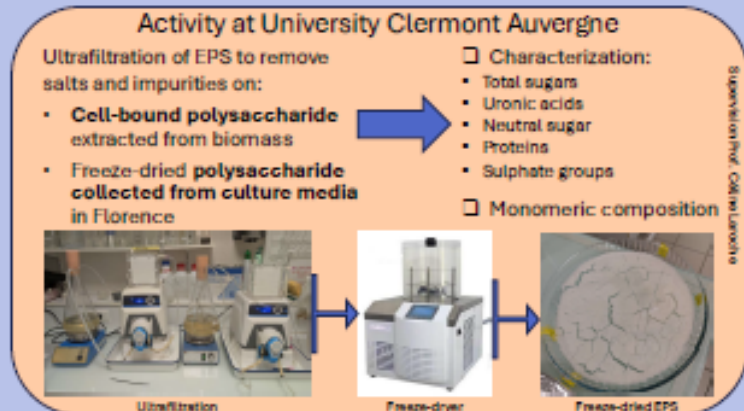 Activity at University Clermont Auvergne
Ultrafiltration of EPS to remove
salts and impurities on:
• Cell-bound polysaccharide
extracted from biomass
• Freeze-dried polysaccharide
collected from culture media
in Florence
❑ Characterization:
▪ Total sugars
▪ Uronic acids
▪ Neutral sugar
▪ Proteins
▪ Sulphate groups
❑ Monomeric composition
Supervision Prof. Céline Laroche
Ultrafiltration
Freeze-dryer
Freeze-dried EPS